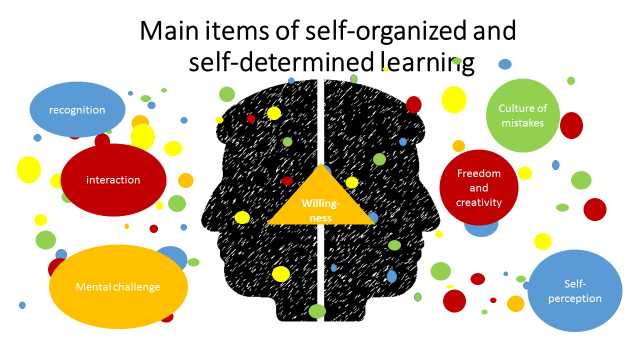 Main items of self-organized and
self-determined learning
recognition
interaction
Mental challenge
Willing-
ness
Culture of
mistakes
Freedom
and
creativity
Self-
perception